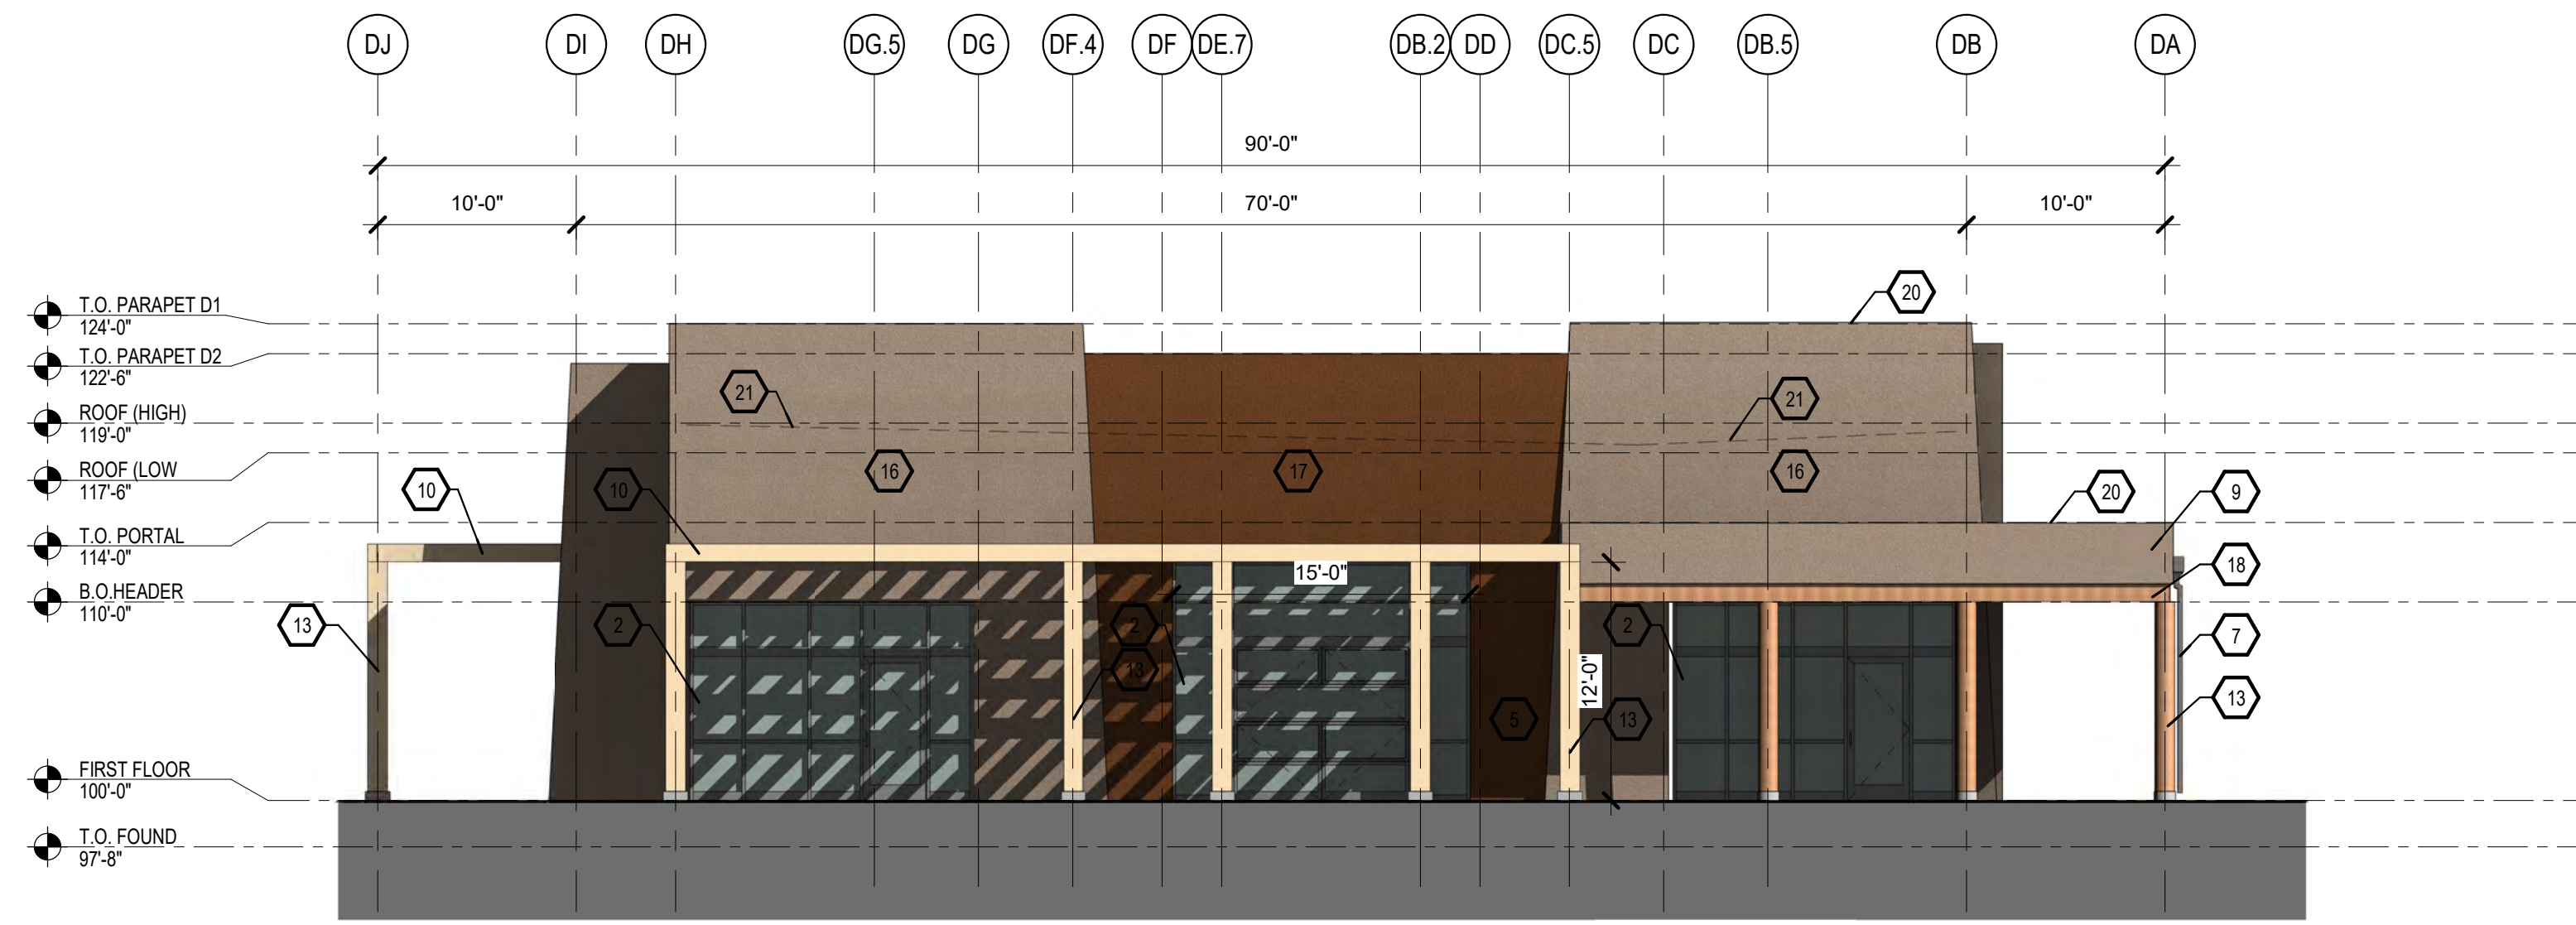 DJ DI DH DG.5 DG DF.4 DF DE.7 DB.2 DD DC.5 DC DB.5 DB DA
90'-0"
10'-0" 70'-0" 10'-0"
20
T.O. PARAPET D1
124'-0"
T.O. PARAPET D2
122'-6"
21 21
ROOF (HIGH)
119'-0"
16 17 16
ROOF (LOW
117'-6"
10 10 20 9
T.O. PORTAL
114'-0"
15'-0" 18
B.O.HEADER
110'-0"
13 2 2 2 7
13 12'-0" 13
5 13
FIRST FLOOR
100'-0"
T.O. FOUND
97'-8"